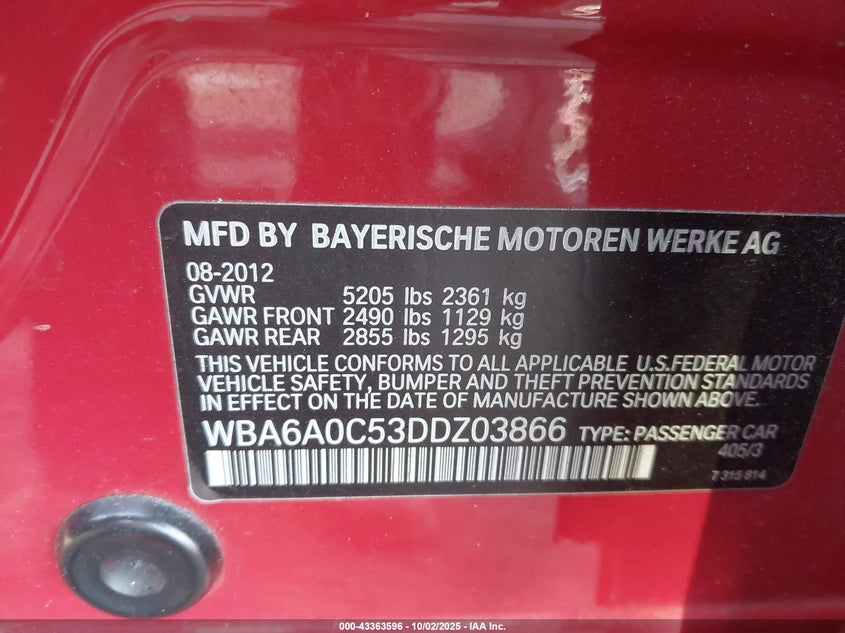 MFD BY BAYERISCHE MOTOREN WERKE AG
08-2012
GVWR 5205 lbs 2361 kg
GAWR FRONT 2490 lbs 1129 kg
GAWR REAR 2855 lbs 1295 kg
THIS VEHICLE CONFORMS TO ALL APPLICABLE U.S.FEDERAL MOTOR
VEHICLE SAFETY, BUMPER AND THEFT PREVENTION STANDARDS
IN EFFECT ON THE DATE OF MANUFACTURE SHOWN ABOVE.
WBA6A0C53DDZ03866 TYPE: PASSENGER CAR
405/3
7 315 814
000-43363596 - 10/02/2025 - IAA Inc.